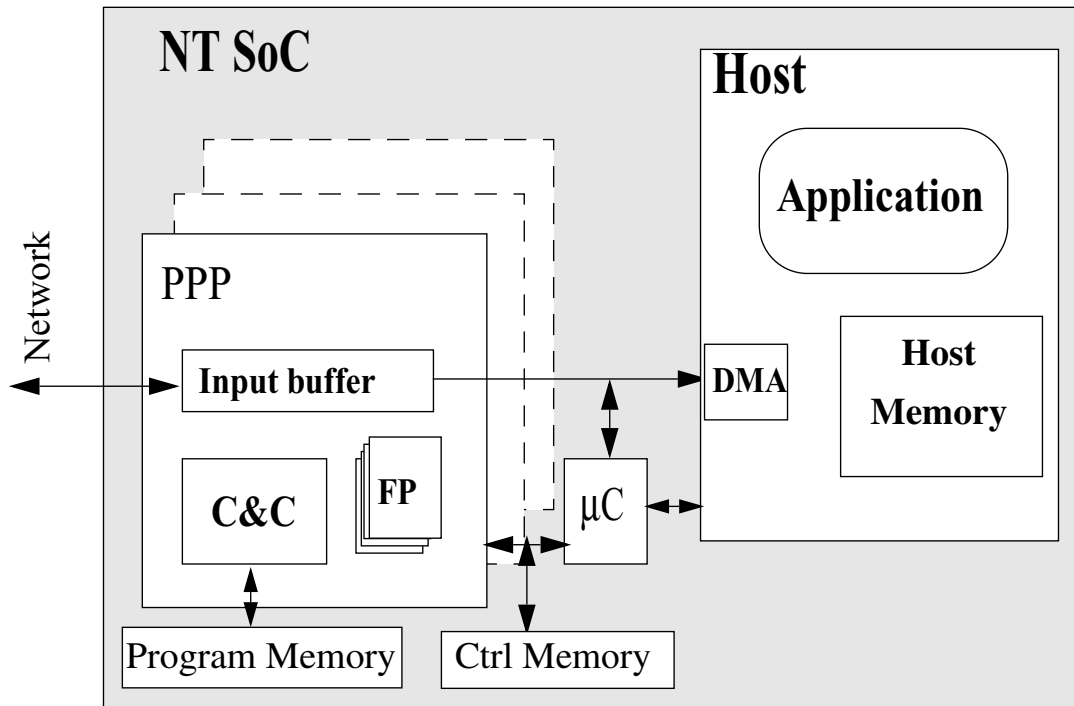 NT SoC
Host
Application
Network
PPP
Input buffer
DMA
Host
Memory
C&C
FP
μC
Program Memory
Ctrl Memory